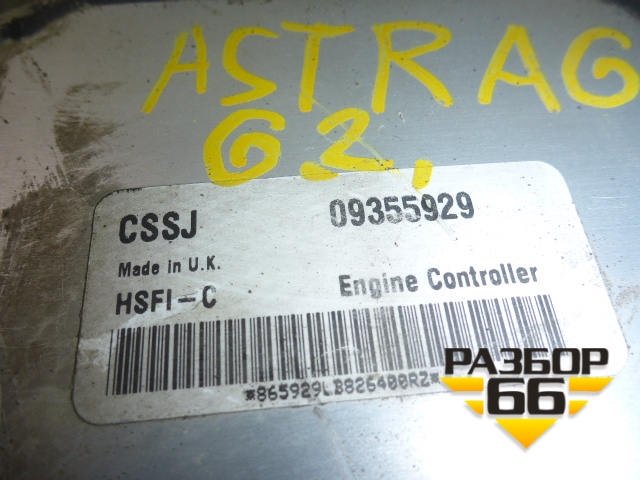 ASTRA G
G2,
CSSJ 09355929
Made in U.K.
HSFI-C Engine Controller
*865929LB826400RZ*
РАЗБОР
66